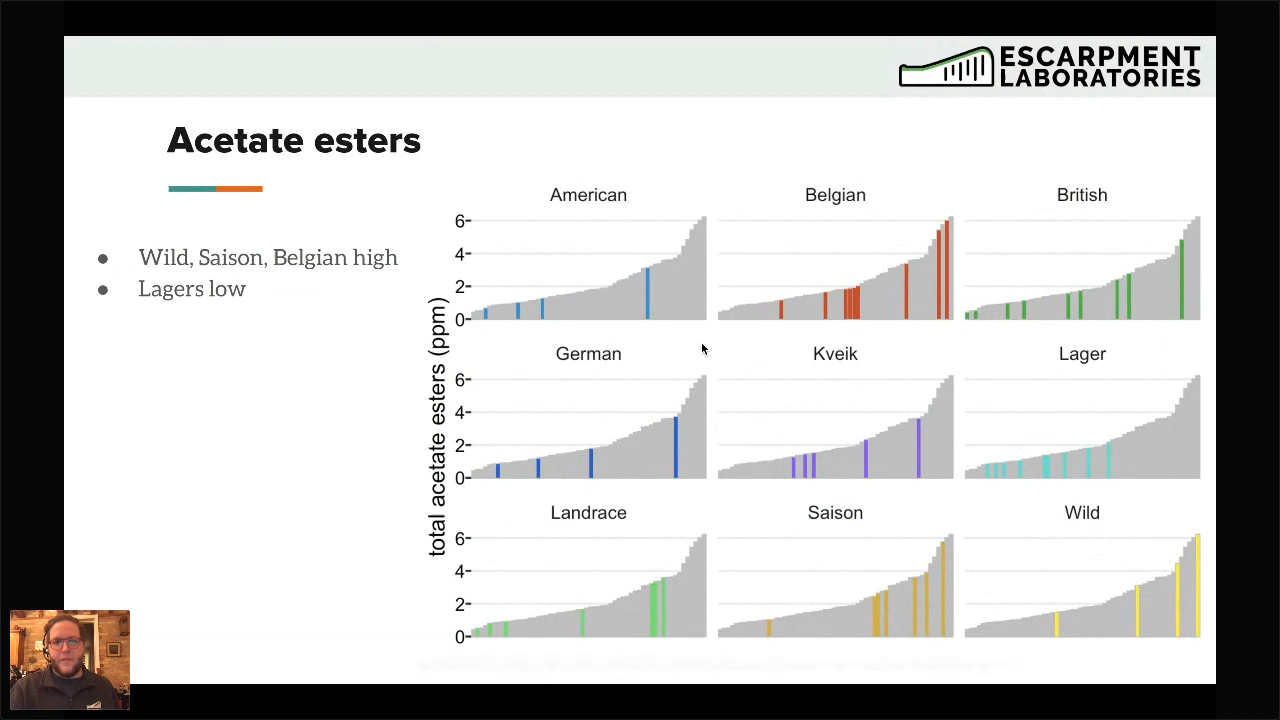 ESCARPMENT
LABORATORIES
Acetate esters
● Wild, Saison, Belgian high
● Lagers low
total acetate esters (ppm)
American
Belgian
British
6
4
2
0
German
Kveik
Lager
6
4
2
0
Landrace
Saison
Wild
6
4
2
0